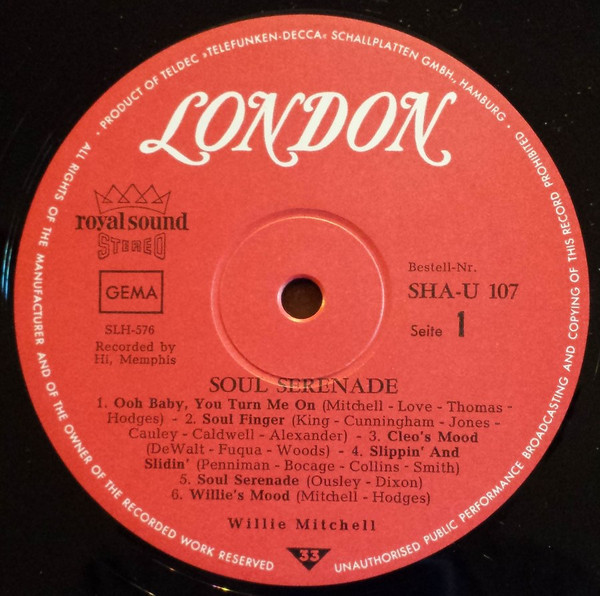 • PRODUCT OF TELDEC »TELEFUNKEN-DECCA« SCHALLPLATTEN GMBH, HAMBURG •
LONDON
royal sound
STEREO
GEMA
SLH-576
Recorded by
Hi, Memphis
Bestell-Nr.
SHA-U 107
Seite 1
SOUL SERENADE
1. Ooh Baby, You Turn Me On (Mitchell - Love - Thomas -
Hodges) - 2. Soul Finger (King - Cunningham - Jones -
Cauley - Caldwell - Alexander) - 3. Cleo's Mood
(DeWalt - Fuqua - Woods) - 4. Slippin' And
Slidin' (Penniman - Bocage - Collins - Smith)
5. Soul Serenade (Ousley - Dixon)
6. Willie's Mood (Mitchell - Hodges)
Willie Mitchell
33
ALL RIGHTS OF THE MANUFACTURER AND OF THE OWNER OF THE RECORDED WORK RESERVED
UNAUTHORISED PUBLIC PERFORMANCE BROADCASTING AND COPYING OF THIS RECORD PROHIBITED